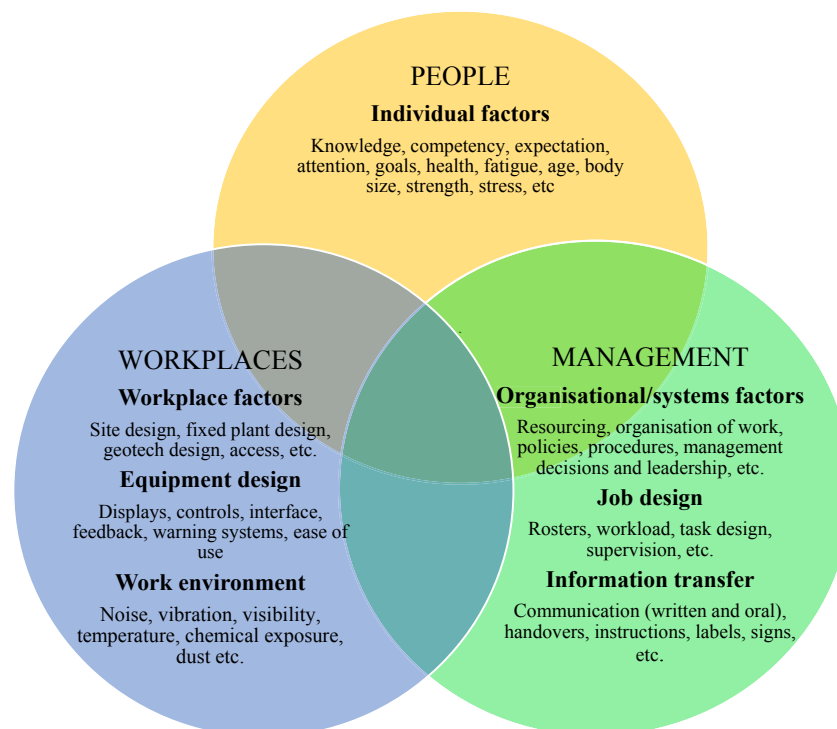 PEOPLE
Individual factors
Knowledge, competency, expectation,
attention, goals, health, fatigue, age, body
size, strength, stress, etc
WORKPLACES
Workplace factors
Site design, fixed plant design,
geotech design, access, etc.
Equipment design
Displays, controls, interface,
feedback, warning systems, ease of
use
Work environment
Noise, vibration, visibility,
temperature, chemical exposure,
dust etc.
MANAGEMENT
Organisational/systems factors
Resourcing, organisation of work,
policies, procedures, management
decisions and leadership, etc.
Job design
Rosters, workload, task design,
supervision, etc.
Information transfer
Communication (written and oral),
handovers, instructions, labels, signs,
etc.